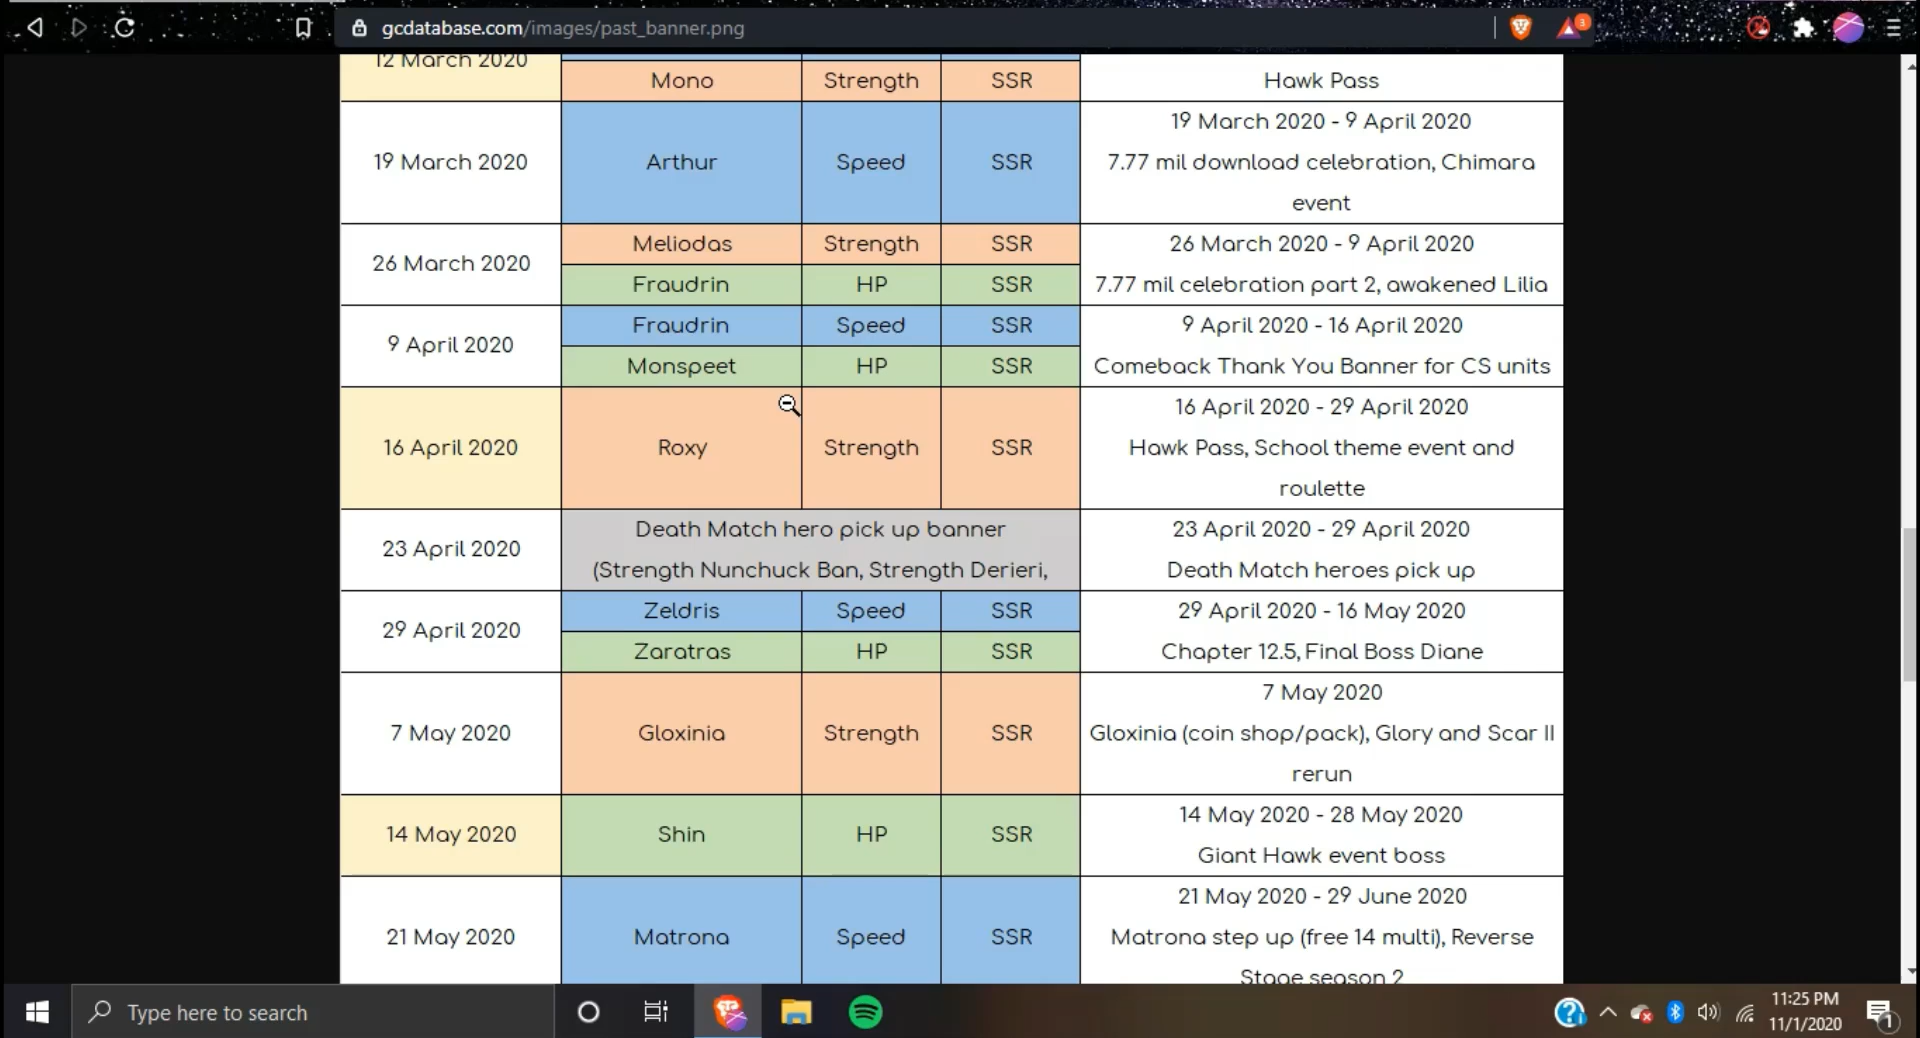 gcdatabase.com/images/past_banner.png
3
12 March 2020
Mono Strength SSR Hawk Pass
19 March 2020 Arthur Speed SSR
19 March 2020 - 9 April 2020
7.77 mil download celebration, Chimara
event
26 March 2020
Meliodas Strength SSR 26 March 2020 - 9 April 2020
Fraudrin HP SSR 7.77 mil celebration part 2, awakened Lilia
9 April 2020
Fraudrin Speed SSR 9 April 2020 - 16 April 2020
Monspeet HP SSR Comeback Thank You Banner for CS units
16 April 2020 Roxy Strength SSR
16 April 2020 - 29 April 2020
Hawk Pass, School theme event and
roulette
23 April 2020
Death Match hero pick up banner 23 April 2020 - 29 April 2020
(Strength Nunchuck Ban, Strength Derieri, Death Match heroes pick up
29 April 2020
Zeldris Speed SSR 29 April 2020 - 16 May 2020
Zaratras HP SSR Chapter 12.5, Final Boss Diane
7 May 2020 Gloxinia Strength SSR
7 May 2020
Gloxinia (coin shop/pack), Glory and Scar II
rerun
14 May 2020 Shin HP SSR
14 May 2020 - 28 May 2020
Giant Hawk event boss
21 May 2020 Matrona Speed SSR
21 May 2020 - 29 June 2020
Matrona step up (free 14 multi), Reverse
Stage season 2
Type here to search
11:25 PM
11/1/2020
1